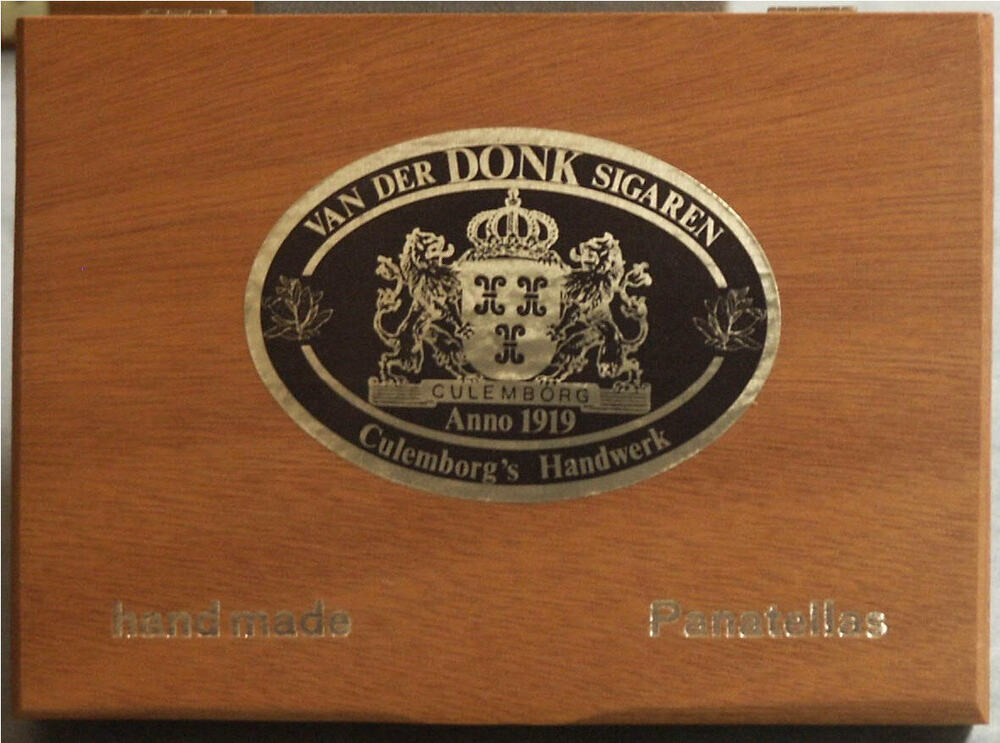 VAN DER DONK SIGAREN
CULEMBORG
Anno 1919
Culemborg's Handwerk
hand made
Panatellas